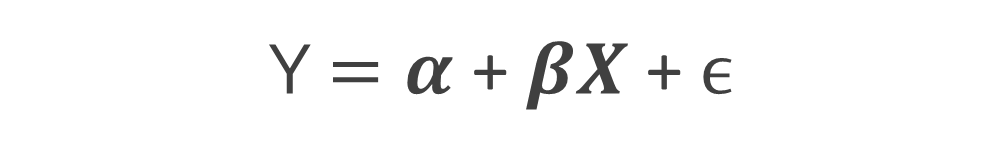 Y = α + βX + ϵ